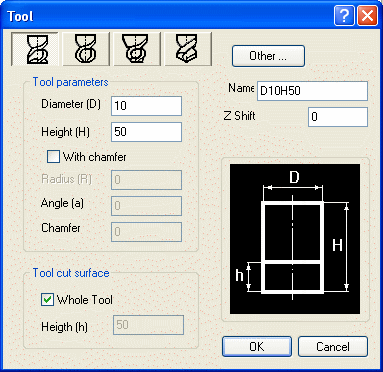 Tool
?
Other ...
Tool parameters
Diameter (D) 10
Height (H) 50
With chamfer
Radius (R) 0
Angle (a) 0
Chamfer 0
Name D10H50
Z Shift 0
D
H
h
Tool cut surface
Whole Tool
Heigth (h) 50
OK Cancel